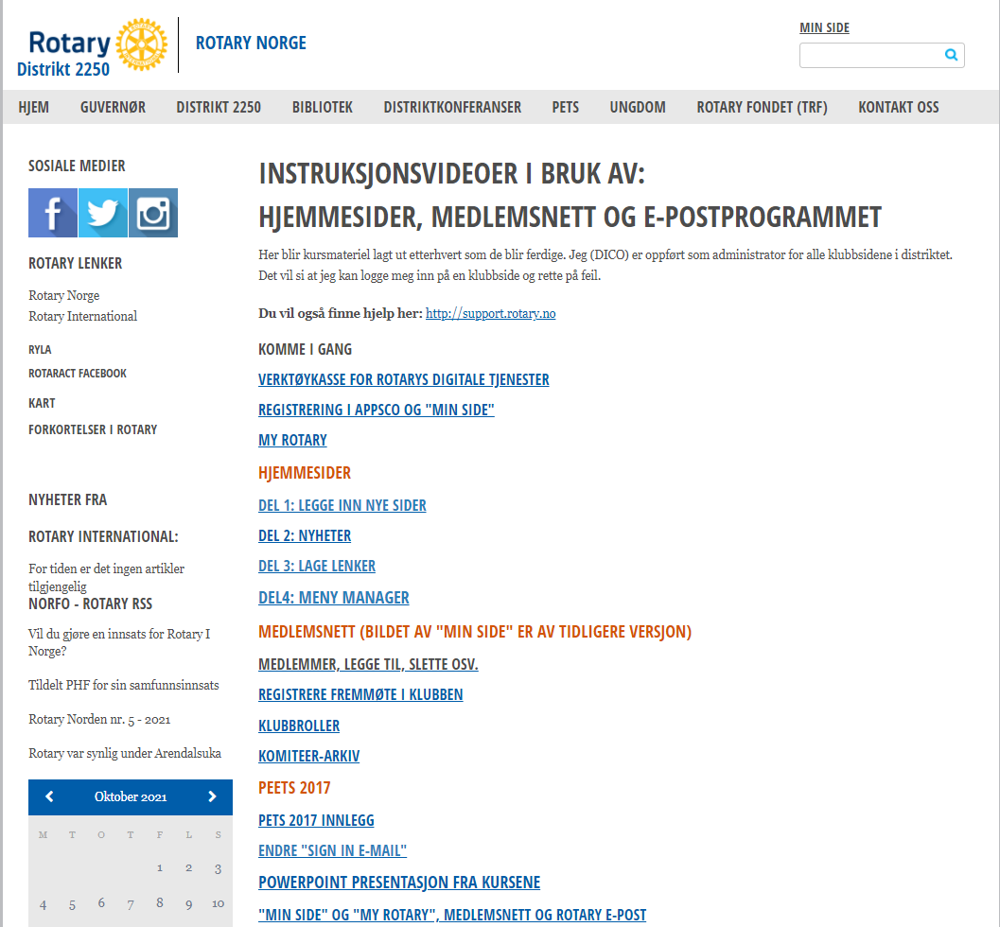 Rotary
Distrikt 2250
ROTARY NORGE
MIN SIDE
HJEM GUVERNØR DISTRIKT 2250 BIBLIOTEK DISTRIKTKONFERANSER PETS UNGDOM ROTARY FONDET (TRF) KONTAKT OSS
SOSIALE MEDIER
ROTARY LENKER
Rotary Norge
Rotary International
RYLA
ROTARACT FACEBOOK
KART
FORKORTELSER I ROTARY
NYHETER FRA
ROTARY INTERNATIONAL:
For tiden er det ingen artikler
tilgjengelig
NORFO - ROTARY RSS
Vil du gjøre en innsats for Rotary I
Norge?
Tildelt PHF for sin samfunnsinnsats
Rotary Norden nr. 5 - 2021
Rotary var synlig under Arendalsuka
Oktober 2021
M T O T F L S
1 2 3
4 5 6 7 8 9 10
INSTRUKSJONSVIDEOER I BRUK AV:
HJEMMESIDER, MEDLEMSNETT OG E-POSTPROGRAMMET
Her blir kursmateriel lagt ut etterhvert som de blir ferdige. Jeg (DICO) er oppført som administrator for alle klubbsidene i distriktet.
Det vil si at jeg kan logge meg inn på en klubbside og rette på feil.
Du vil også finne hjelp her: http://support.rotary.no
KOMME I GANG
VERKTØYKASSE FOR ROTARYS DIGITALE TJENESTER
REGISTRERING I APPSCO OG "MIN SIDE"
MY ROTARY
HJEMMESIDER
DEL 1: LEGGE INN NYE SIDER
DEL 2: NYHETER
DEL 3: LAGE LENKER
DEL4: MENY MANAGER
MEDLEMSNETT (BILDET AV "MIN SIDE" ER AV TIDLIGERE VERSJON)
MEDLEMMER, LEGGE TIL, SLETTE OSV.
REGISTRERE FREMMØTE I KLUBBEN
KLUBBROLLER
KOMITEER-ARKIV
PEETS 2017
PETS 2017 INNLEGG
ENDRE "SIGN IN E-MAIL"
POWERPOINT PRESENTASJON FRA KURSENE
"MIN SIDE" OG "MY ROTARY", MEDLEMSNETT OG ROTARY E-POST